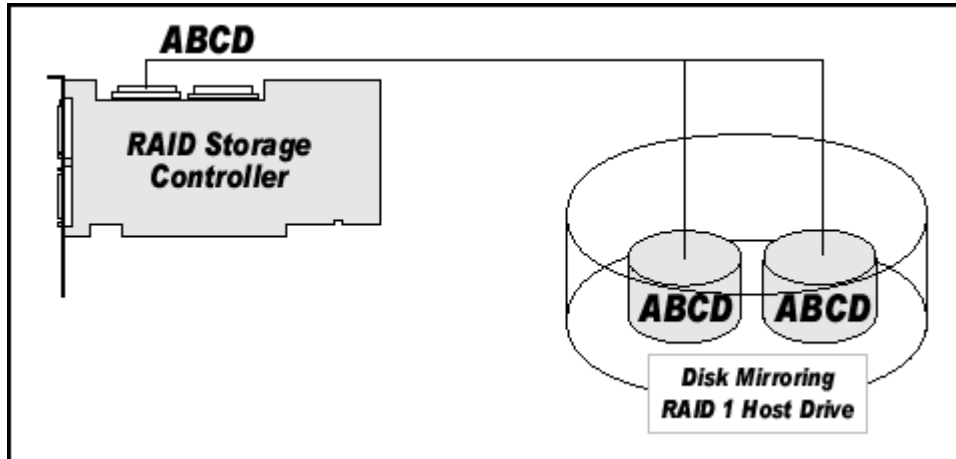 ABCD
RAID Storage
Controller
ABCD
ABCD
Disk Mirroring
RAID 1 Host Drive